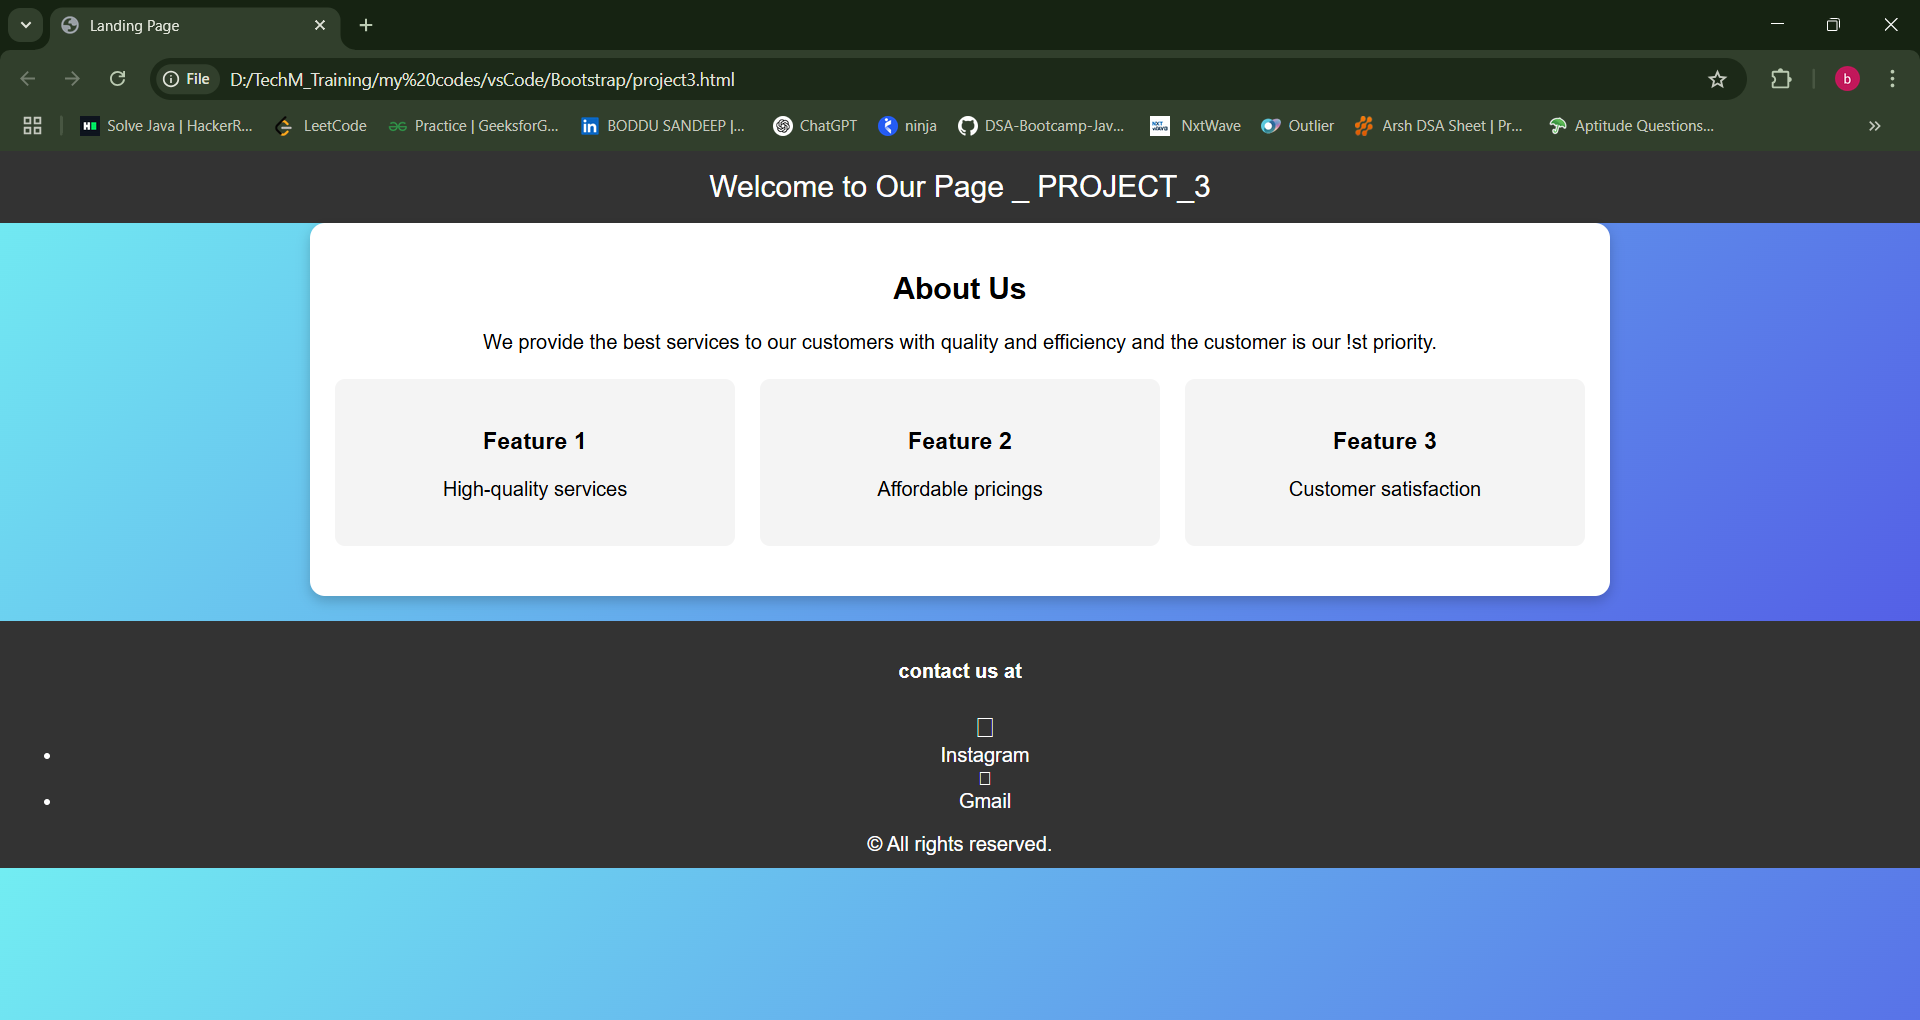 Landing Page
File D:/TechM_Training/my%20codes/vsCode/Bootstrap/project3.html b
Solve Java | HackerR... LeetCode Practice | GeeksforG... BODDU SANDEEP |... ChatGPT ninja DSA-Bootcamp-Jav... NxtWave Outlier Arsh DSA Sheet | Pr... Aptitude Questions... »
Welcome to Our Page _ PROJECT_3
About Us
We provide the best services to our customers with quality and efficiency and the customer is our !st priority.
Feature 1
High-quality services
Feature 2
Affordable pricings
Feature 3
Customer satisfaction
contact us at
Instagram
Gmail
© All rights reserved.